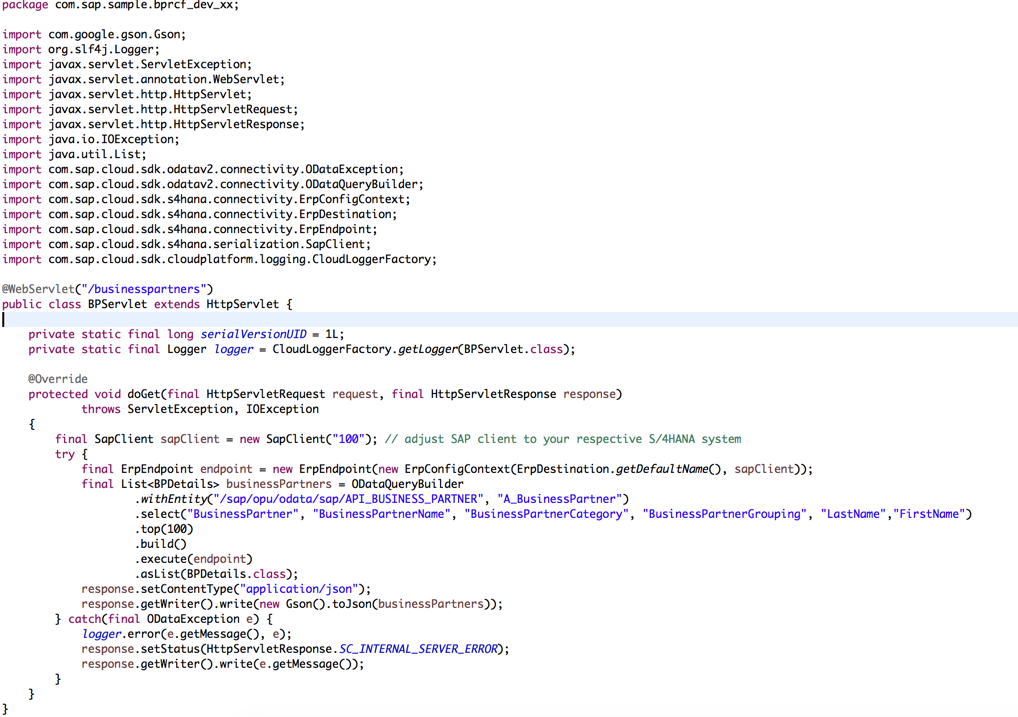 package com.sap.sample.bprcf_dev_xx;
import com.google.gson.Gson;
import org.slf4j.Logger;
import javax.servlet.ServletException;
import javax.servlet.annotation.WebServlet;
import javax.servlet.http.HttpServlet;
import javax.servlet.http.HttpServletRequest;
import javax.servlet.http.HttpServletResponse;
import java.io.IOException;
import java.util.List;
import com.sap.cloud.sdk.odatav2.connectivity.ODataException;
import com.sap.cloud.sdk.odatav2.connectivity.ODataQueryBuilder;
import com.sap.cloud.sdk.s4hana.connectivity.ErpConfigContext;
import com.sap.cloud.sdk.s4hana.connectivity.ErpDestination;
import com.sap.cloud.sdk.s4hana.connectivity.ErpEndpoint;
import com.sap.cloud.sdk.s4hana.serialization.SapClient;
import com.sap.cloud.sdk.cloudplatform.logging.CloudLoggerFactory;
@WebServlet("/businesspartners")
public class BPServlet extends HttpServlet {
private static final long serialVersionUID = 1L;
private static final Logger logger = CloudLoggerFactory.getLogger(BPServlet.class);
@Override
protected void doGet(final HttpServletRequest request, final HttpServletResponse response)
throws ServletException, IOException
{
final SapClient sapClient = new SapClient("100"); // adjust SAP client to your respective S/4HANA system
try {
final ErpEndpoint endpoint = new ErpEndpoint(new ErpConfigContext(ErpDestination.getDefaultName(), sapClient));
final List<BPDetails> businessPartners = ODataQueryBuilder
.withEntity("/sap/opu/odata/sap/API_BUSINESS_PARTNER", "A_BusinessPartner")
.select("BusinessPartner", "BusinessPartnerName", "BusinessPartnerCategory", "BusinessPartnerGrouping", "LastName","FirstName")
.top(100)
.build()
.execute(endpoint)
.asList(BPDetails.class);
response.setContentType("application/json");
response.getWriter().write(new Gson().toJson(businessPartners));
} catch(final ODataException e) {
logger.error(e.getMessage(), e);
response.setStatus(HttpServletResponse.SC_INTERNAL_SERVER_ERROR);
response.getWriter().write(e.getMessage());
}
}
}